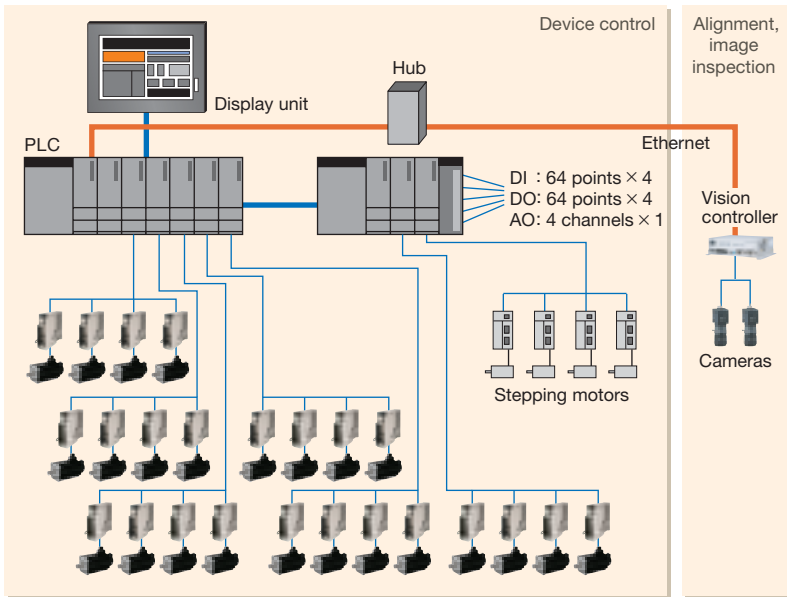 Device control
Alignment,
image
inspection
Hub
Display unit
PLC
Ethernet
DI : 64 points × 4
DO: 64 points × 4
AO: 4 channels × 1
Vision
controller
Cameras
Stepping motors